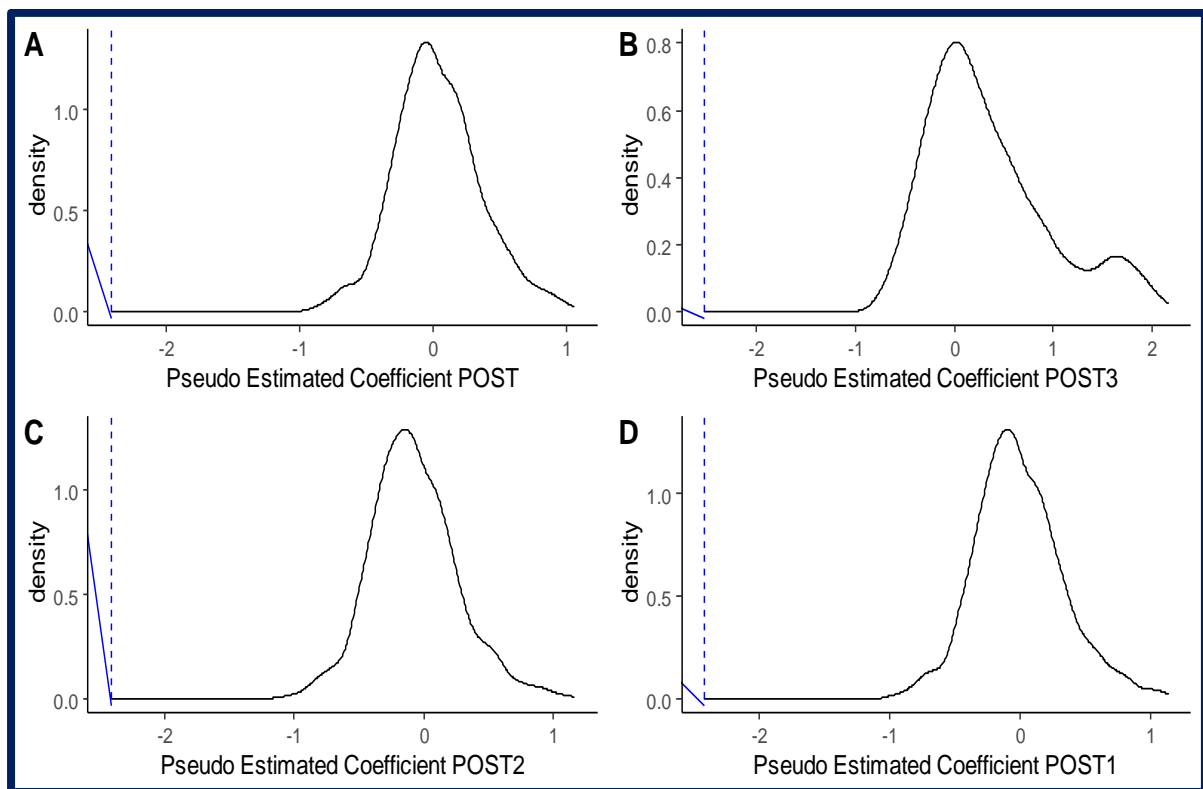 A
density
1.0
0.5
0.0
-2 -1 0 1
Pseudo Estimated Coefficient POST
B
density
0.8
0.6
0.4
0.2
0.0
-2 -1 0 1 2
Pseudo Estimated Coefficient POST3
C
density
1.0
0.5
0.0
-2 -1 0 1
Pseudo Estimated Coefficient POST2
D
density
1.0
0.5
0.0
-2 -1 0 1
Pseudo Estimated Coefficient POST1